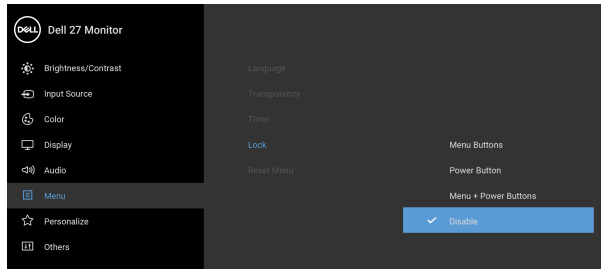 DELL Dell 27 Monitor
Brightness/Contrast
Input Source
Color
Display
Audio
Menu
Personalize
Others
Language
Transparency
Timer
Lock
Reset Menu
Menu Buttons
Power Button
Menu + Power Buttons
Disable